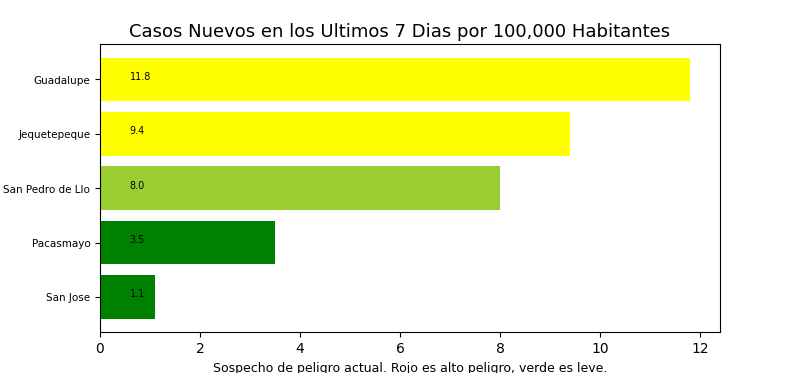 Casos Nuevos en los Ultimos 7 Dias por 100,000 Habitantes
Guadalupe 11.8
Jequetepeque 9.4
San Pedro de Llo 8.0
Pacasmayo 3.5
San Jose 1.1
0 2 4 6 8 10 12
Sospecho de peligro actual. Rojo es alto peligro, verde es leve.